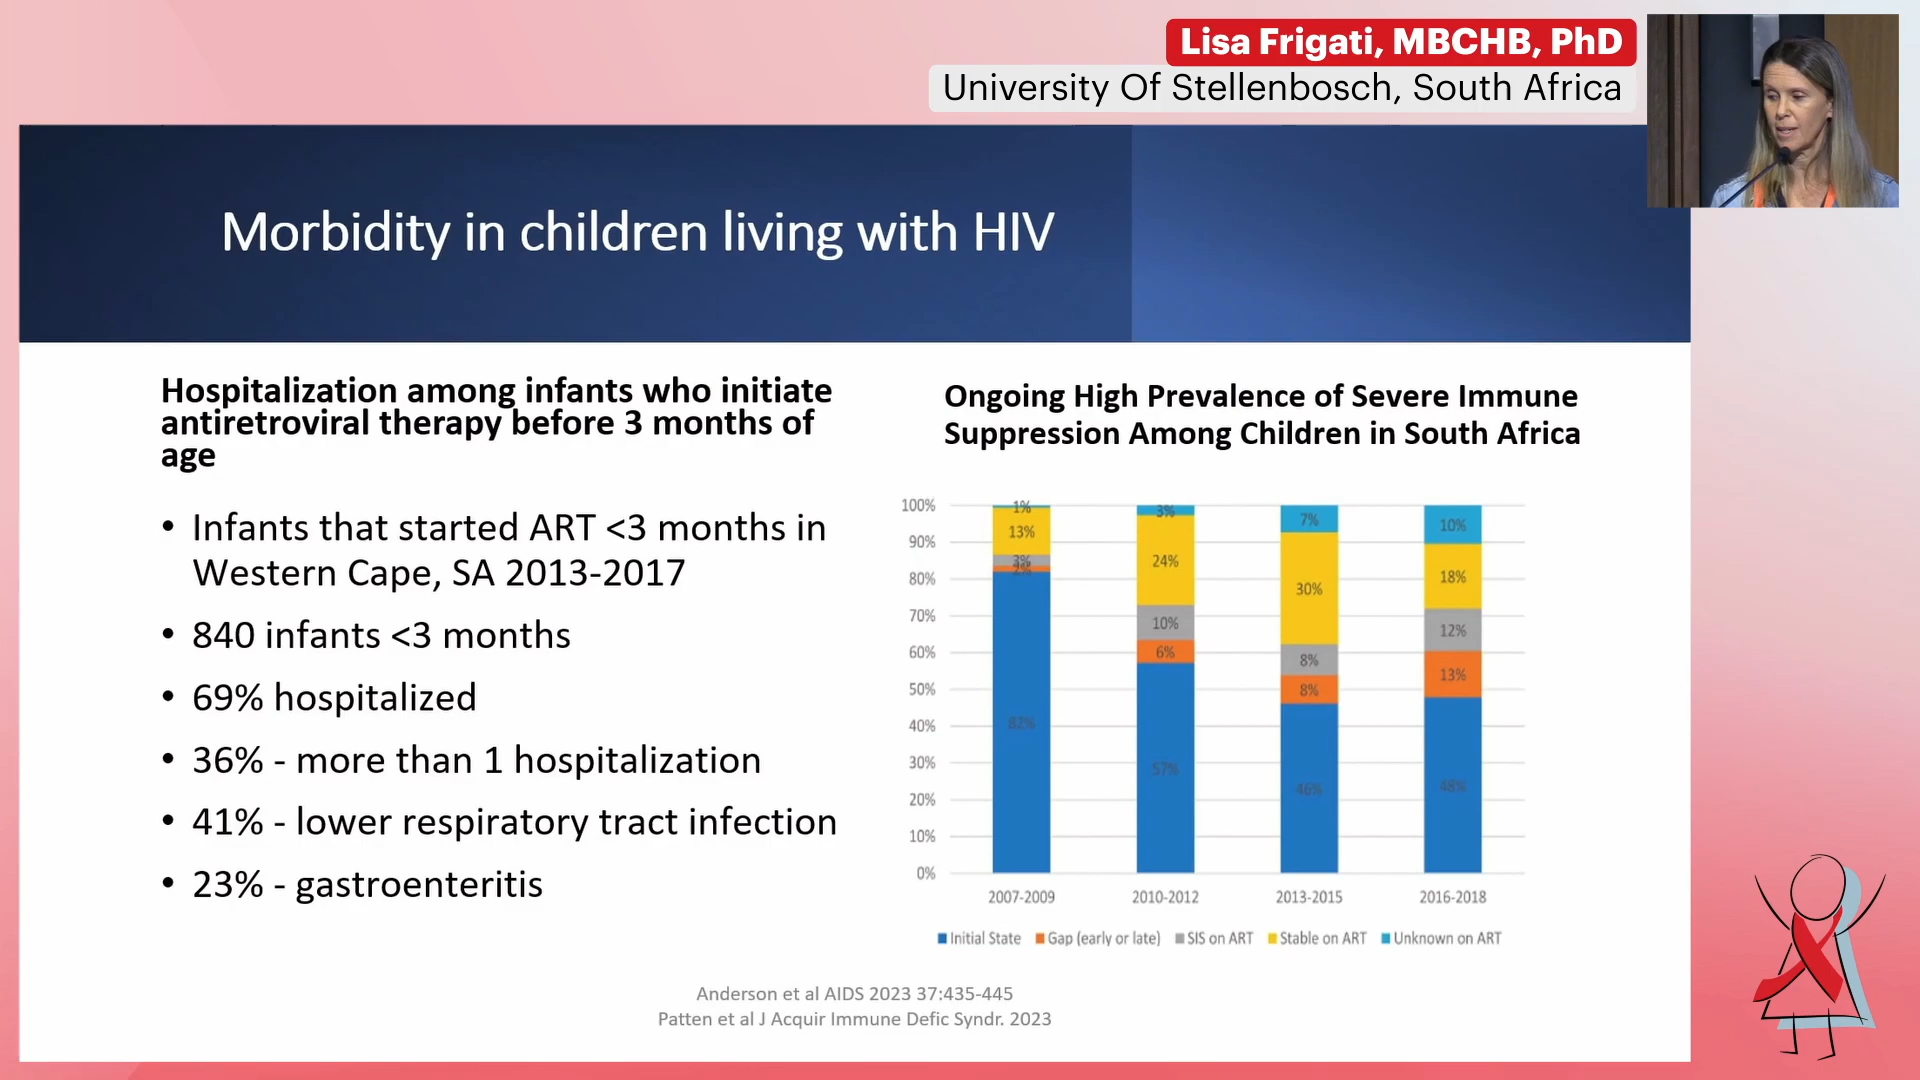 Lisa Frigati, MBCHB, PhD
University Of Stellenbosch, South Africa
Morbidity in children living with HIV
Hospitalization among infants who initiate
antiretroviral therapy before 3 months of
age
• Infants that started ART <3 months in
Western Cape, SA 2013-2017
• 840 infants <3 months
• 69% hospitalized
• 36% - more than 1 hospitalization
• 41% - lower respiratory tract infection
• 23% - gastroenteritis
Ongoing High Prevalence of Severe Immune
Suppression Among Children in South Africa
100%
90%
80%
70%
60%
50%
40%
30%
20%
10%
0%
1%
13%
3%
2%
82%
3%
24%
10%
6%
57%
7%
30%
8%
8%
46%
10%
18%
12%
13%
48%
2007-2009 2010-2012 2013-2015 2016-2018
Initial State Gap (early or late) SIS on ART Stable on ART Unknown on ART
Anderson et al AIDS 2023 37:435-445
Patten et al J Acquir Immune Defic Syndr. 2023